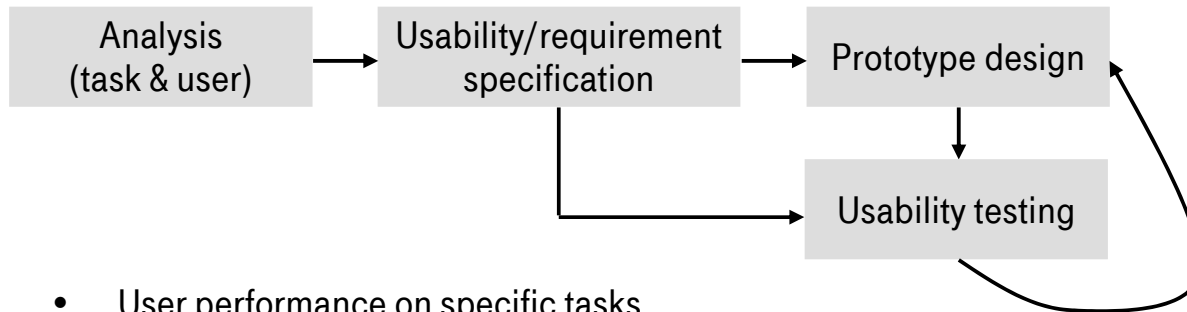 Analysis
(task & user)
Usability/requirement
specification
Prototype design
Usability testing
• User performance on specific tasks